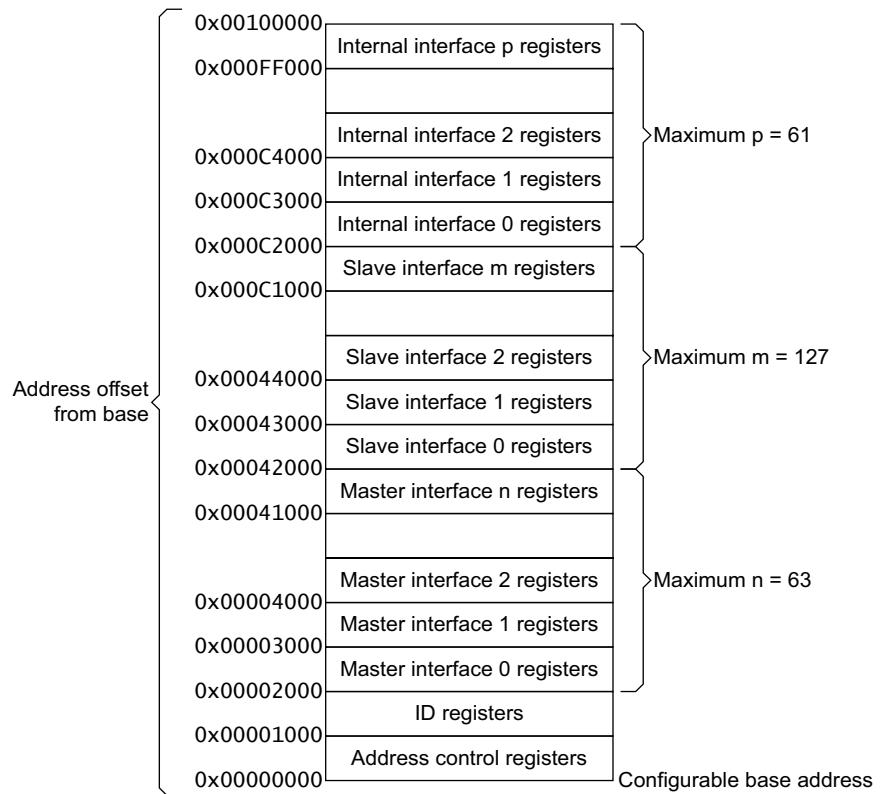 0x00100000
Internal interface p registers
0x000FF000
Internal interface 2 registers
Maximum p = 61
0x000C4000
Internal interface 1 registers
0x000C3000
Internal interface 0 registers
0x000C2000
Slave interface m registers
0x000C1000
Slave interface 2 registers
Maximum m = 127
0x00044000
Address offset
from base
Slave interface 1 registers
0x00043000
Slave interface 0 registers
0x00042000
Master interface n registers
0x00041000
Master interface 2 registers
Maximum n = 63
0x00004000
Master interface 1 registers
0x00003000
Master interface 0 registers
0x00002000
ID registers
0x00001000
Address control registers
0x00000000
Configurable base address